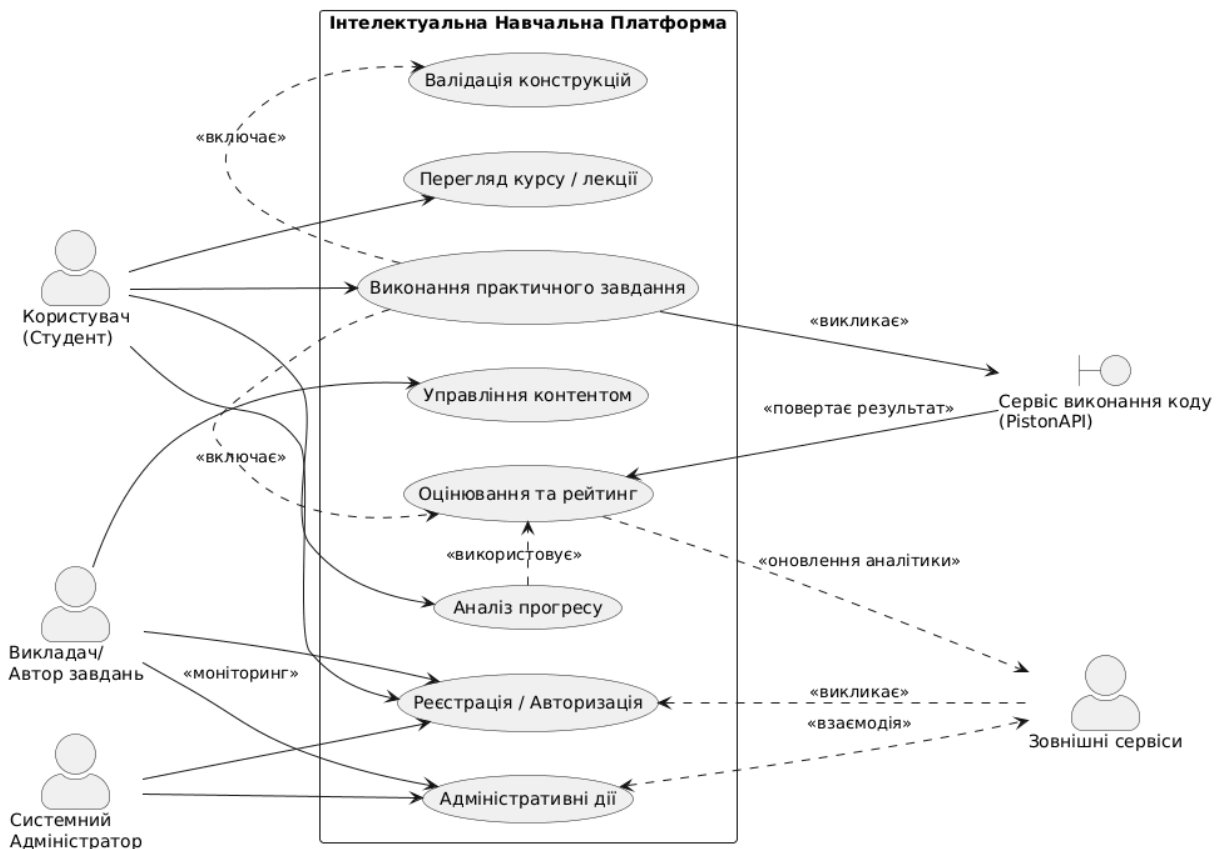 Інтелектуальна Навчальна Платформа
Валідація конструкцій
«включає»
Перегляд курсу / лекції
Виконання практичного завдання
Користувач
(Студент)
«викликає»
Управління контентом
Сервіс виконання коду
(PistonAPI)
«повертає результат»
«включає»
Оцінювання та рейтинг
«використовує»
«оновлення аналітики»
Аналіз прогресу
Викладач/
Автор завдань
«моніторинг»
Реєстрація / Авторизація
«викликає»
«взаємодія»
Зовнішні сервіси
Адміністративні дії
Системний
Адміністратор